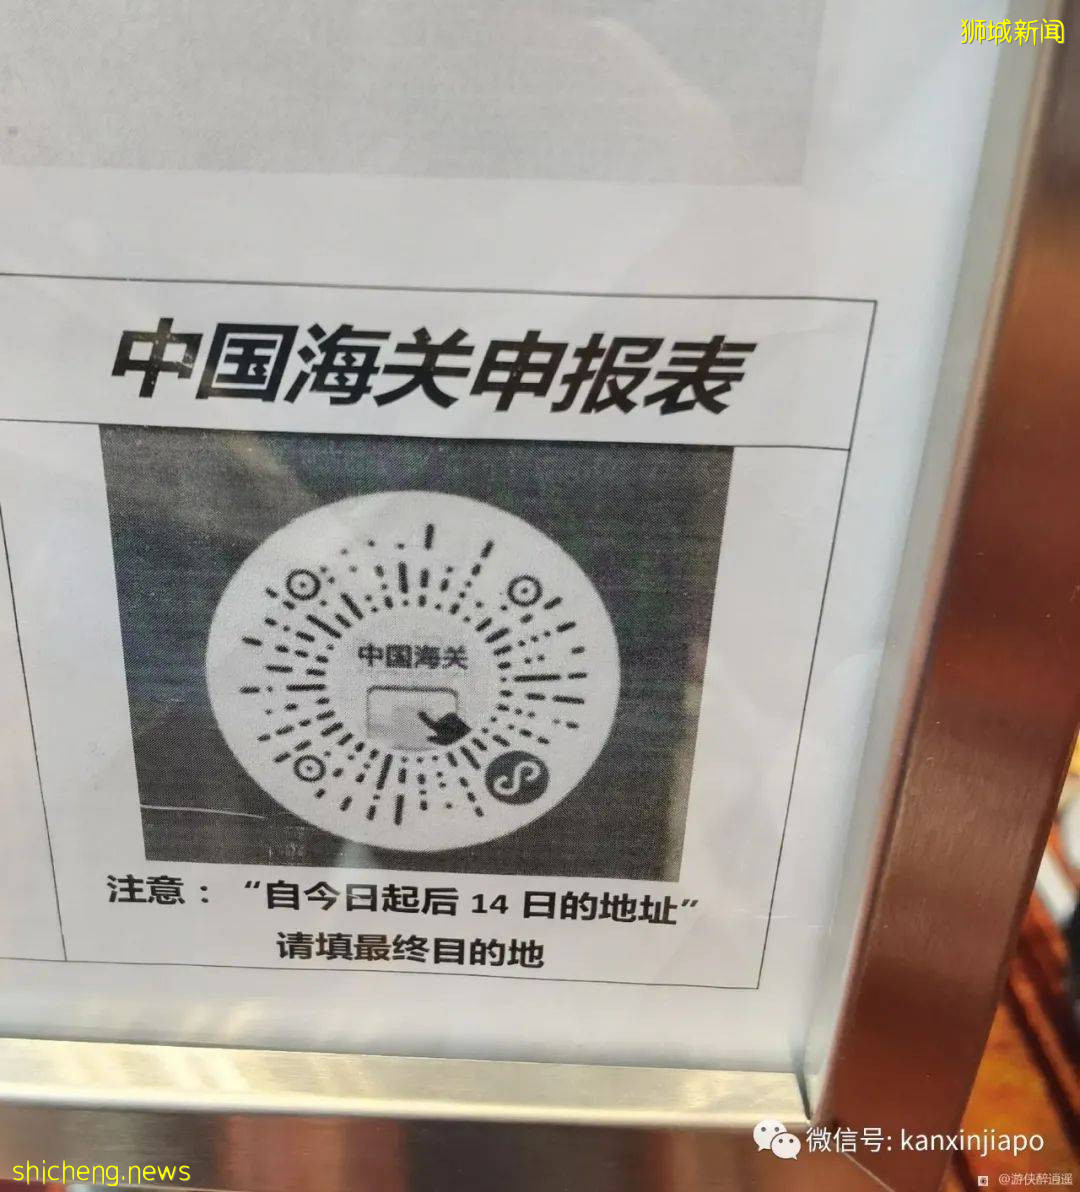 狮城新闻
中国海关申报表
中国海关
注意：“自今日起后 14 日的地址”
请填最终目的地
微信号: kanxinjiapo
shicheng.news
@游侠醉逍遥